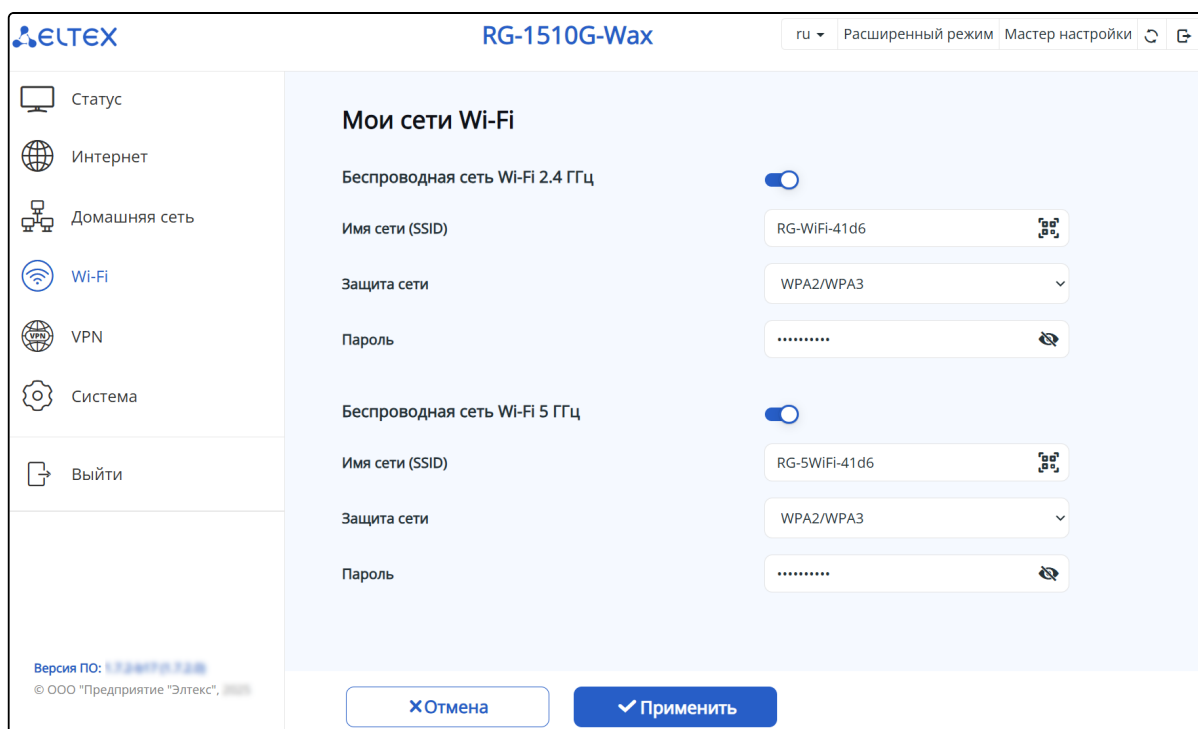 ELTEX
RG-1510G-Wax
ru
Расширенный режим
Мастер настройки
Статус
Интернет
Домашняя сеть
Wi-Fi
VPN
VPN
Система
Выйти
Версия ПО:
© ООО "Предприятие "Элтекс",
Мои сети Wi-Fi
Беспроводная сеть Wi-Fi 2.4 ГГц
Имя сети (SSID)
RG-WiFi-41d6
Защита сети
WPA2/WPA3
Пароль
••••••••••
Беспроводная сеть Wi-Fi 5 ГГц
Имя сети (SSID)
RG-5WiFi-41d6
Защита сети
WPA2/WPA3
Пароль
••••••••••
Отмена
Применить